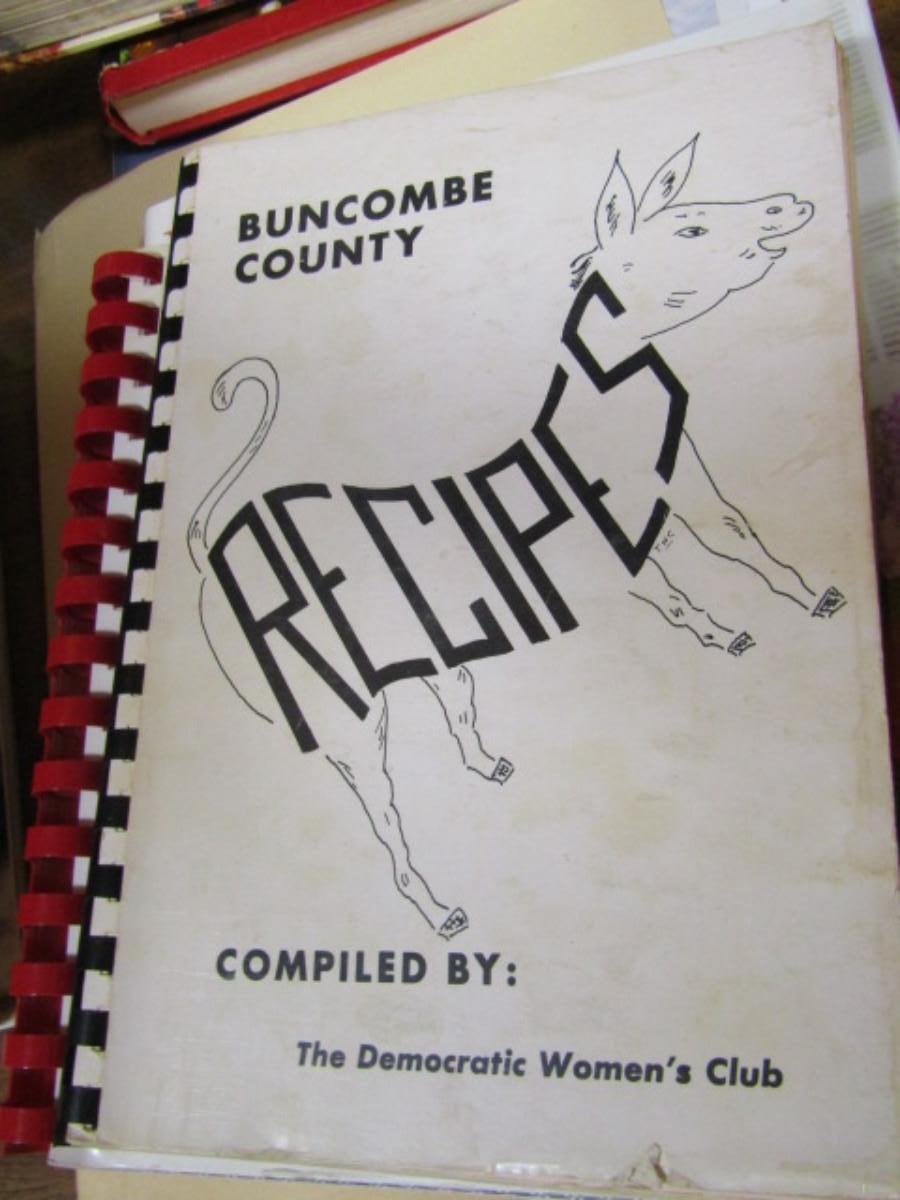 BUNCOMBE
COUNTY
RECIPES
COMPILED BY:
The Democratic Women's Club